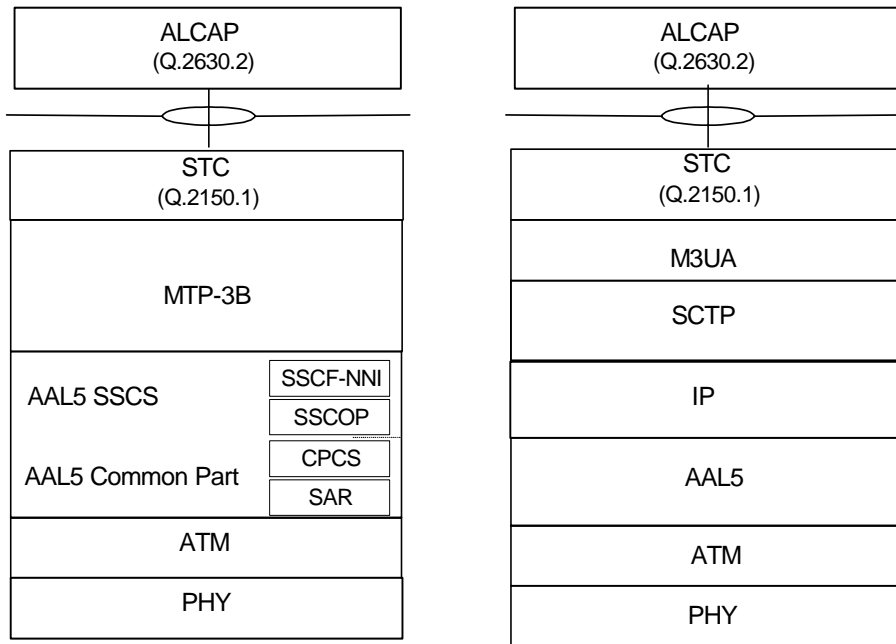 ALCAP
(Q.2630.2)
STC
(Q.2150.1)
MTP-3B
AAL5 SSCS
SSCF-NNI
SSCOP
AAL5 Common Part
CPCS
SAR
ATM
PHY
ALCAP
(Q.2630.2)
STC
(Q.2150.1)
M3UA
SCTP
IP
AAL5
ATM
PHY